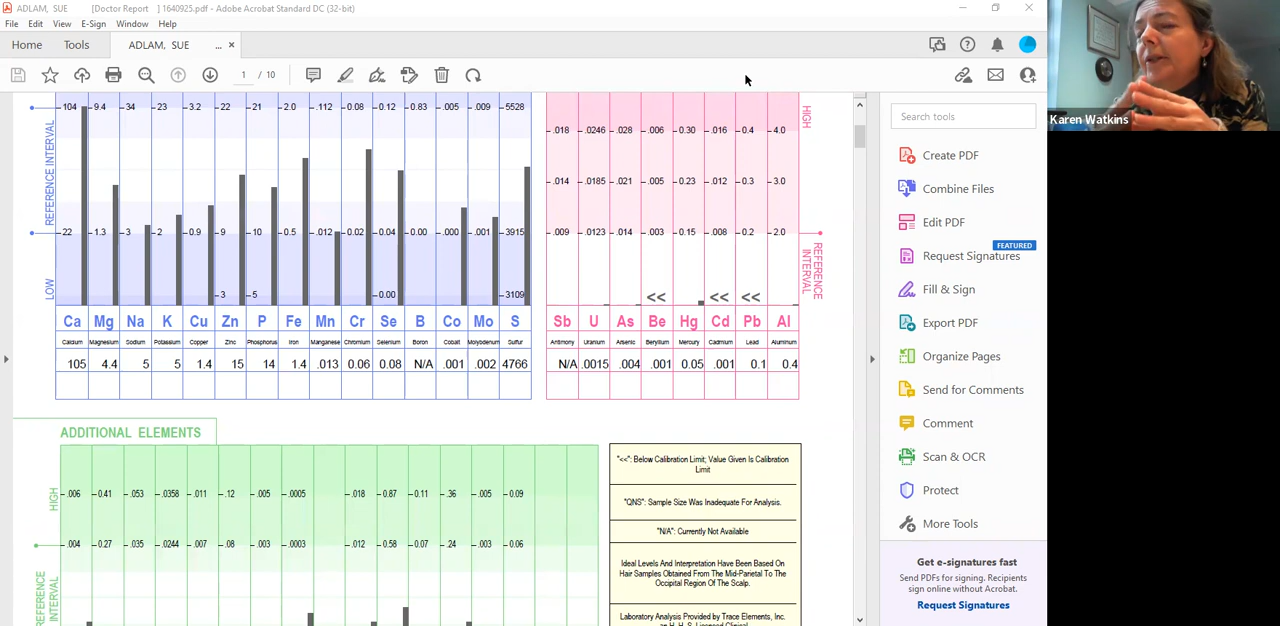 ADLAM, SUE [Doctor Report ] 1640925.pdf - Adobe Acrobat Standard DC (32-bit)
File Edit View E-Sign Window Help
Home Tools ADLAM, SUE ... ×
1 / 10
104 9.4 34 23 3.2 22 21 2.0 .112 0.08 0.12 0.83 .005 .009 5528
REFERENCE INTERVAL
22 1.3 3 2 0.9 9 10 0.5 .012 0.02 0.04 0.00 .000 .001 3915
LOW
3 5 0.00 3109
Ca Mg Na K Cu Zn P Fe Mn Cr Se B Co Mo S
Calcium Magnesium Sodium Potassium Copper Zinc Phosphorus Iron Manganese Chromium Selenium Boron Cobalt Molybdenum Sulfur
105 4.4 5 5 1.4 15 14 1.4 .013 0.06 0.08 N/A .001 .002 4766
HIGH
.018 .0246 .028 .006 0.30 .016 0.4 4.0
.014 .0185 .021 .005 0.23 .012 0.3 3.0
.009 .0123 .014 .003 0.15 .008 0.2 2.0
REFERENCE INTERVAL
<< << <<
Sb U As Be Hg Cd Pb Al
Antimony Uranium Arsenic Beryllium Mercury Cadmium Lead Aluminum
N/A .0015 .004 .001 0.05 .001 0.1 0.4
ADDITIONAL ELEMENTS
HIGH
.006 0.41 .053 .0358 .011 .12 .005 .0005 .018 0.87 0.11 .36 .005 0.09
.004 0.27 .035 .0244 .007 .08 .003 .0003 .012 0.58 0.07 .24 .003 0.06
REFERENCE INTERVAL
"<<": Below Calibration Limit; Value Given Is Calibration
Limit
"QNS": Sample Size Was Inadequate For Analysis.
"N/A": Currently Not Available
Ideal Levels And Interpretation Have Been Based On
Hair Samples Obtained From The Mid-Parietal To The
Occipital Region Of The Scalp.
Laboratory Analysis Provided by Trace Elements, Inc.
an H. H. S. Licensed Clinical
Search tools
Create PDF
Combine Files
Edit PDF
FEATURED
Request Signatures
Fill & Sign
Export PDF
Organize Pages
Send for Comments
Comment
Scan & OCR
Protect
More Tools
Get e-signatures fast
Send PDFs for signing. Recipients
sign online without Acrobat.
Request Signatures
Karen Watkins